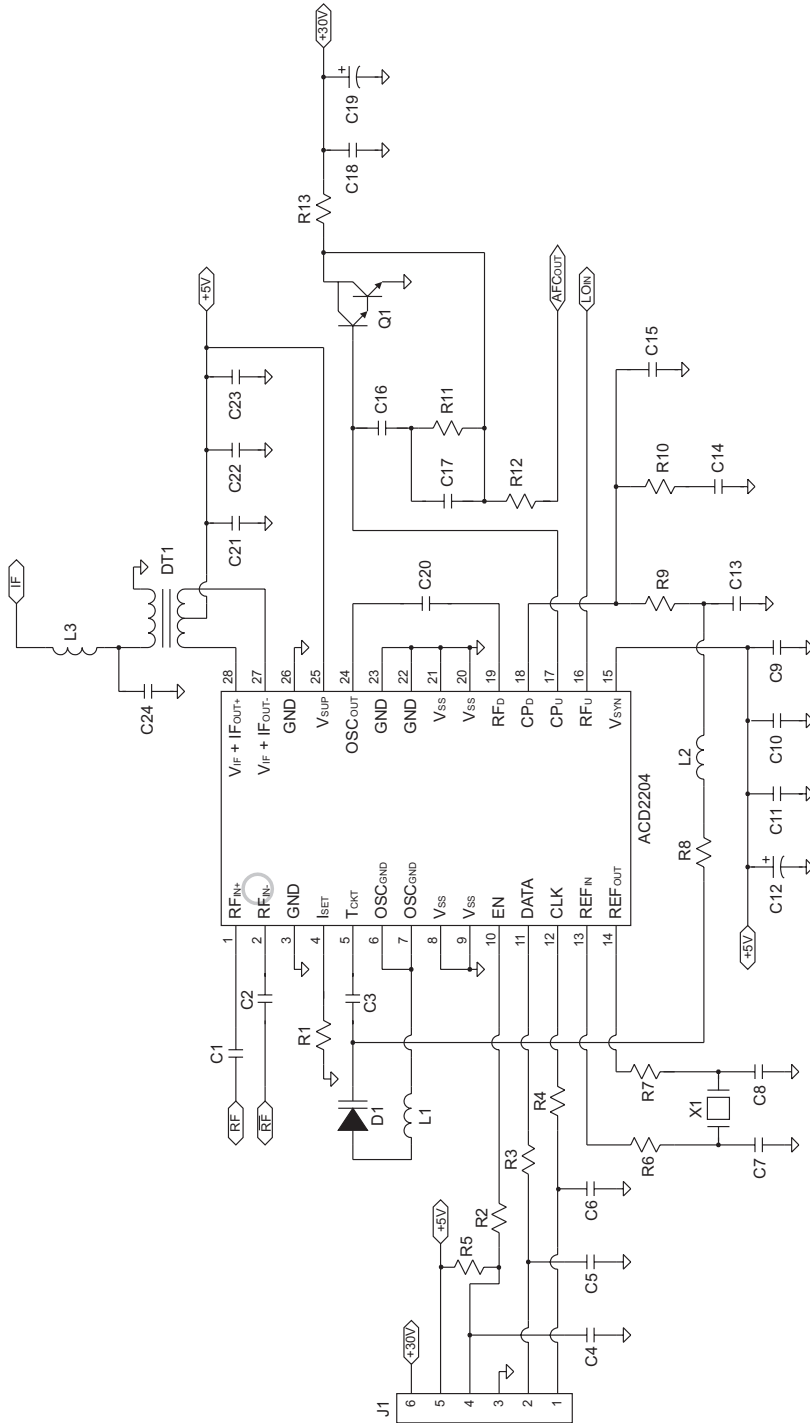 IF
L3
C24
DT1
+5V
C21
C22
C23
+30V
R13
C18
C19
Q1
C16
C17
R11
R12
AFCOUT
LOIN
C20
R9
R10
C13
C14
C15
28
27
26
25
24
23
22
21
20
19
18
17
16
15
VIF + IFOUT+
VIF + IFOUT-
GND
VSUP
OSCOUT
GND
GND
VSS
VSS
RFD
CPD
CPU
RFU
VSYN
ACD2204
RFIN+
RFIN-
GND
ISET
TCKT
OSCGND
OSCGND
VSS
VSS
EN
DATA
CLK
REFIN
REFOUT
1
2
3
4
5
6
7
8
9
10
11
12
13
14
C1
C2
RF
RF
R1
C3
D1
L1
L2
R8
C9
C10
C11
C12
+
+5V
+
R2
R3
R4
R5
+5V
R6
R7
X1
C7
C8
C4
C5
C6
+30V
J1
6
5
4
3
2
1